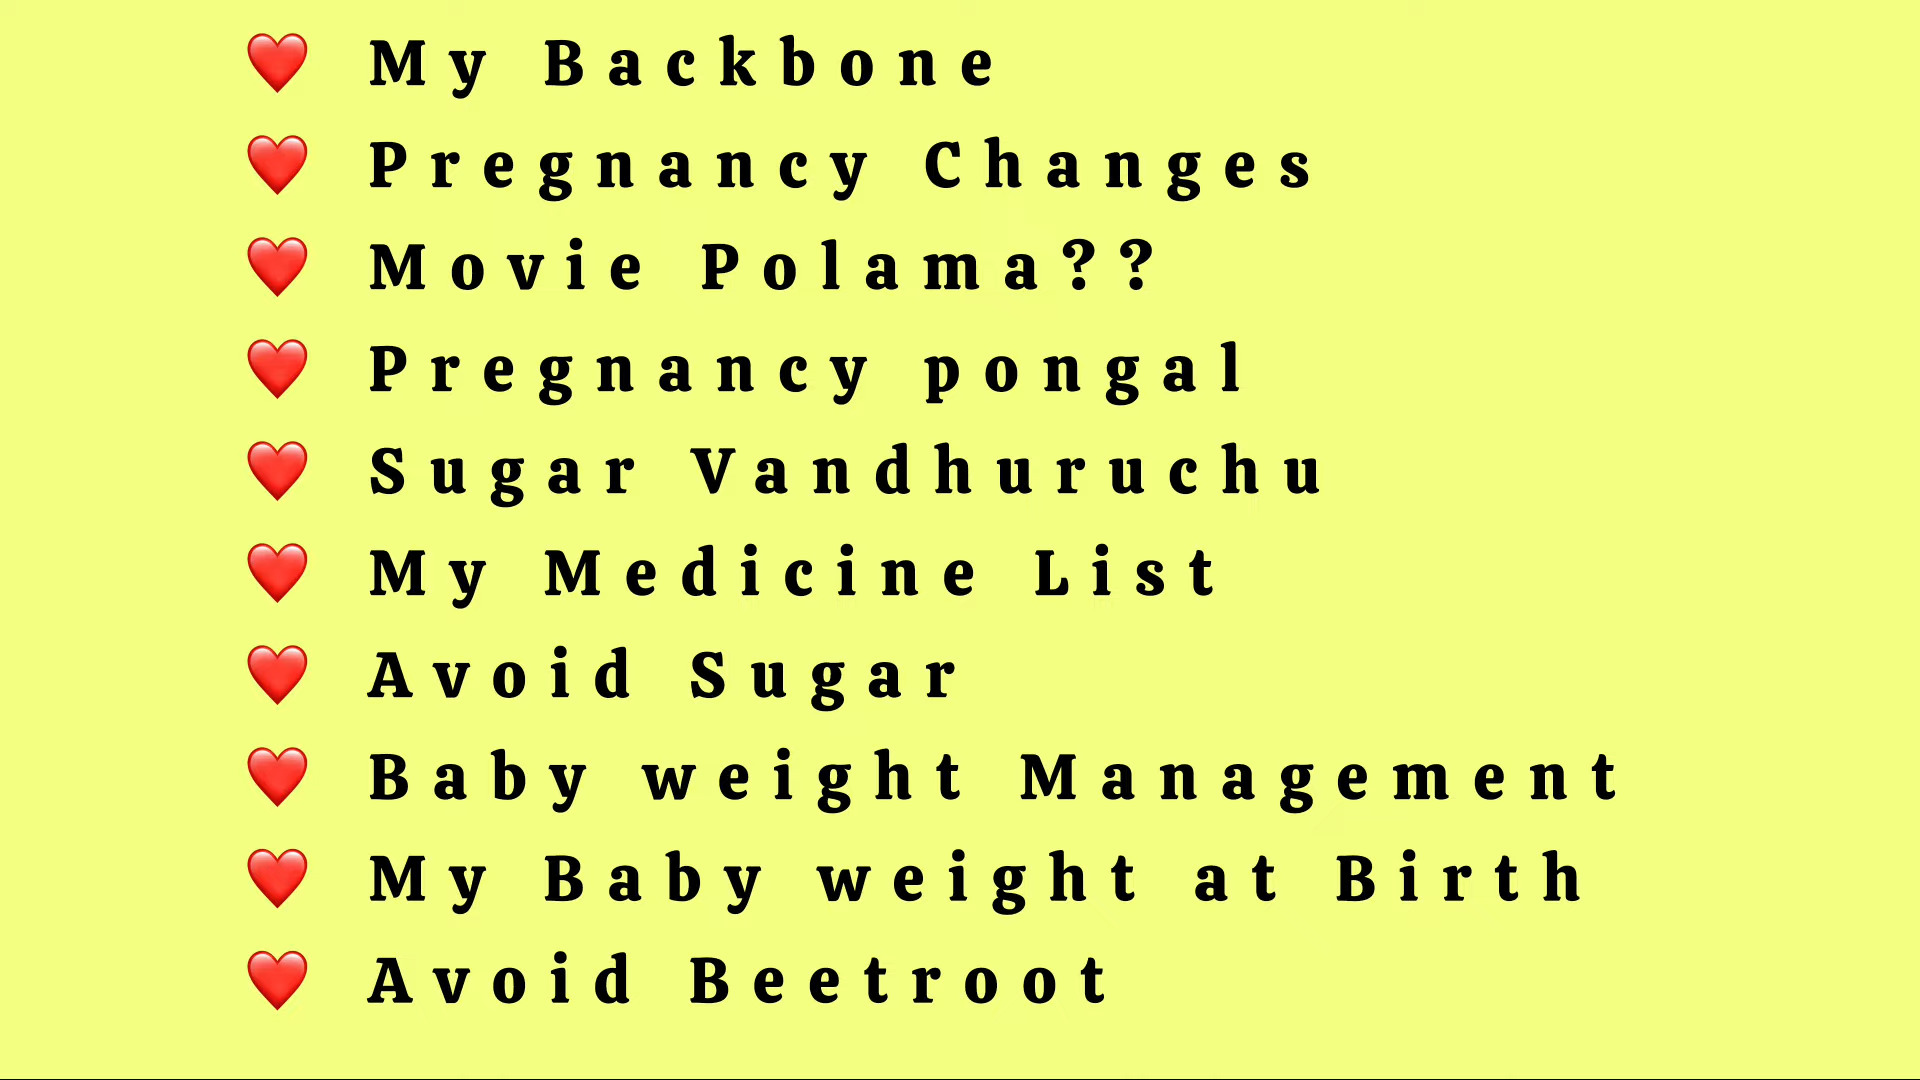 ❤️ My Backbone
❤️ Pregnancy Changes
❤️ Movie Polama??
❤️ Pregnancy pongal
❤️ Sugar Vandhuruchu
❤️ My Medicine List
❤️ Avoid Sugar
❤️ Baby weight Management
❤️ My Baby weight at Birth
❤️ Avoid Beetroot